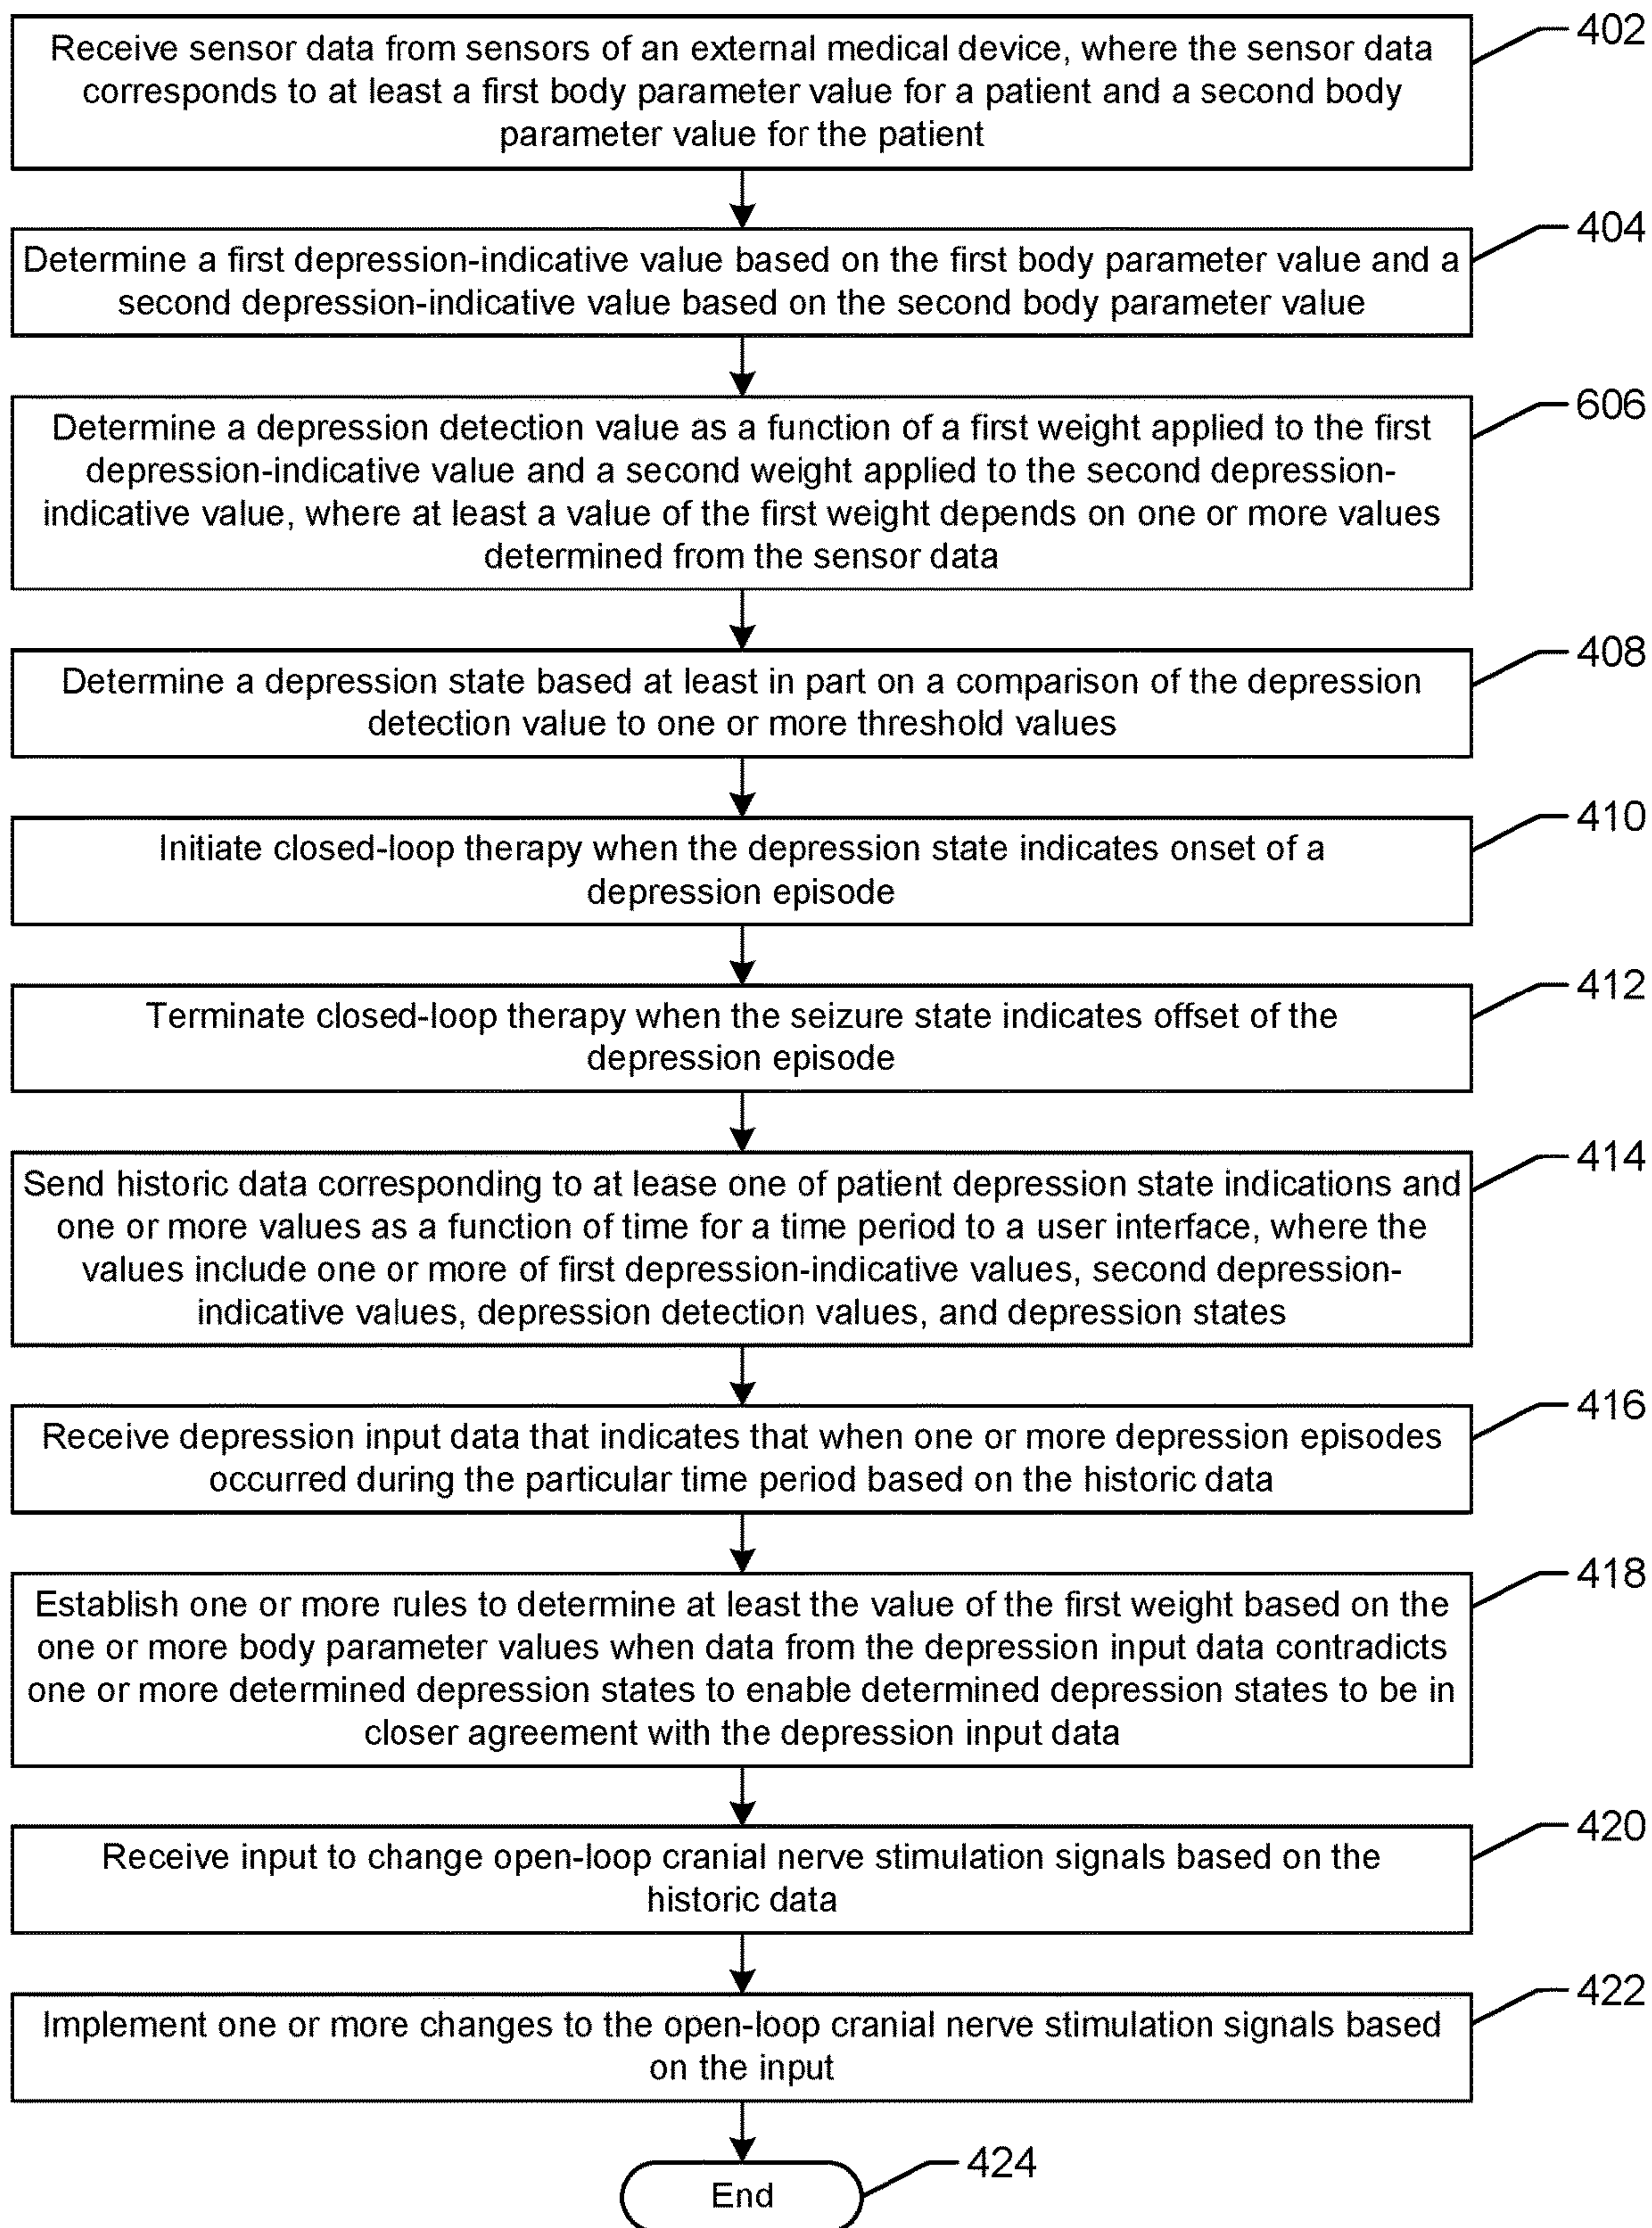 Receive sensor data from sensors of an external medical device, where the sensor data
corresponds to at least a first body parameter value for a patient and a second body
parameter value for the patient
402
Determine a first depression-indicative value based on the first body parameter value and a
second depression-indicative value based on the second body parameter value
404
Determine a depression detection value as a function of a first weight applied to the first
depression-indicative value and a second weight applied to the second depression-
indicative value, where at least a value of the first weight depends on one or more values
determined from the sensor data
606
Determine a depression state based at least in part on a comparison of the depression
detection value to one or more threshold values
408
Initiate closed-loop therapy when the depression state indicates onset of a
depression episode
410
Terminate closed-loop therapy when the seizure state indicates offset of the
depression episode
412
Send historic data corresponding to at lease one of patient depression state indications and
one or more values as a function of time for a time period to a user interface, where the
values include one or more of first depression-indicative values, second depression-
indicative values, depression detection values, and depression states
414
Receive depression input data that indicates that when one or more depression episodes
occurred during the particular time period based on the historic data
416
Establish one or more rules to determine at least the value of the first weight based on the
one or more body parameter values when data from the depression input data contradicts
one or more determined depression states to enable determined depression states to be in
closer agreement with the depression input data
418
Receive input to change open-loop cranial nerve stimulation signals based on the
historic data
420
Implement one or more changes to the open-loop cranial nerve stimulation signals based
on the input
422
End
424